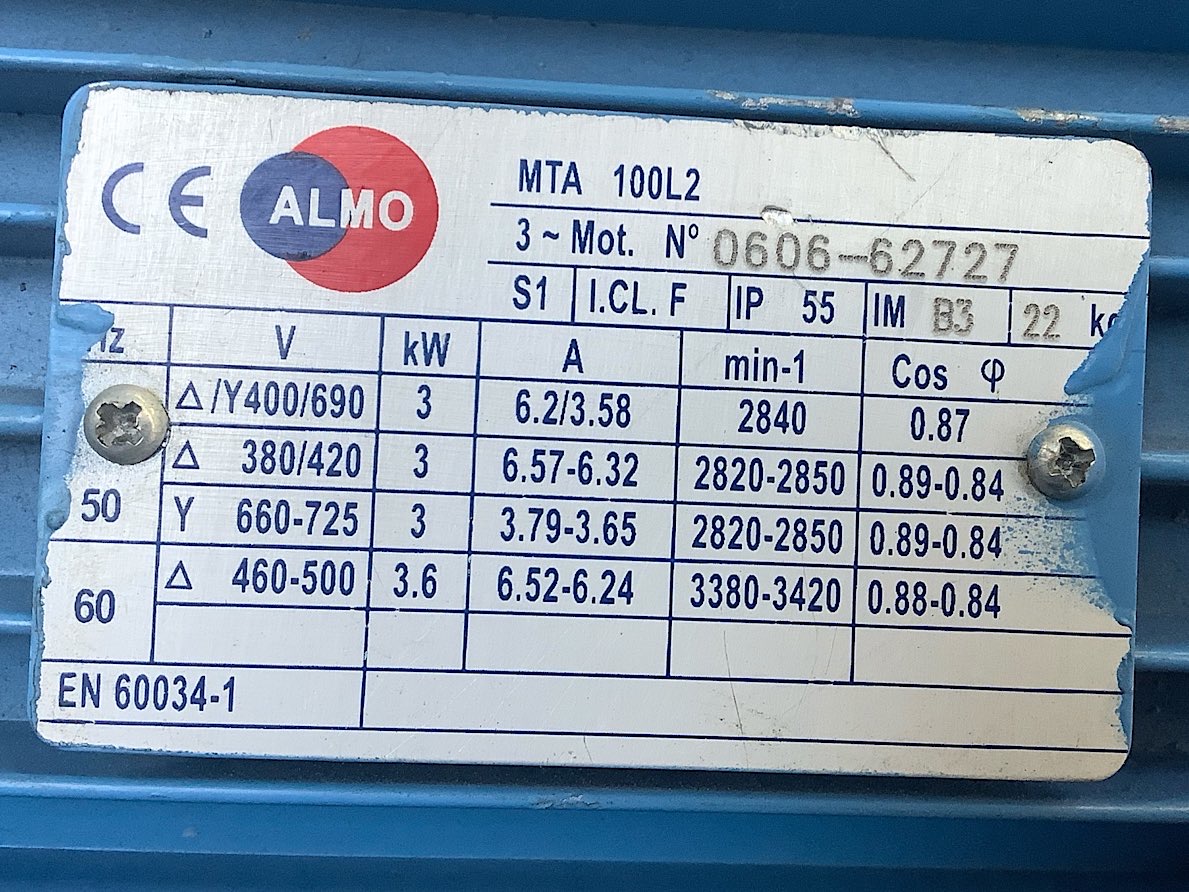 CE ALMO
MTA 100L2
3 ~ Mot. Nº 0606-62727
S1 I.CL. F IP 55 IM B3 22
V kW A min-1 Cos φ
Δ/Y400/690 3 6.2/3.58 2840 0.87
Δ 380/420 3 6.57-6.32 2820-2850 0.89-0.84
50 Y 660-725 3 3.79-3.65 2820-2850 0.89-0.84
60 Δ 460-500 3.6 6.52-6.24 3380-3420 0.88-0.84
EN 60034-1